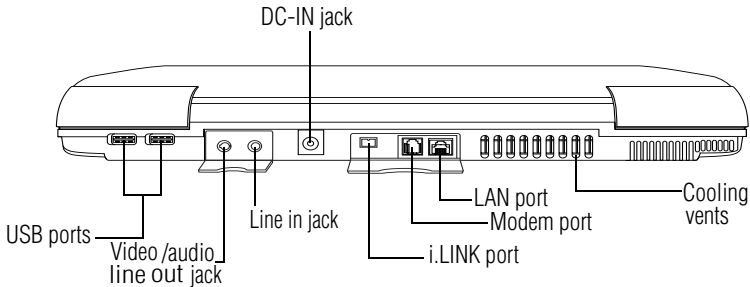 DC-IN jack
USB ports
Video/audio
line out jack
Line in jack
i.LINK port
Modem port
LAN port
Cooling
vents